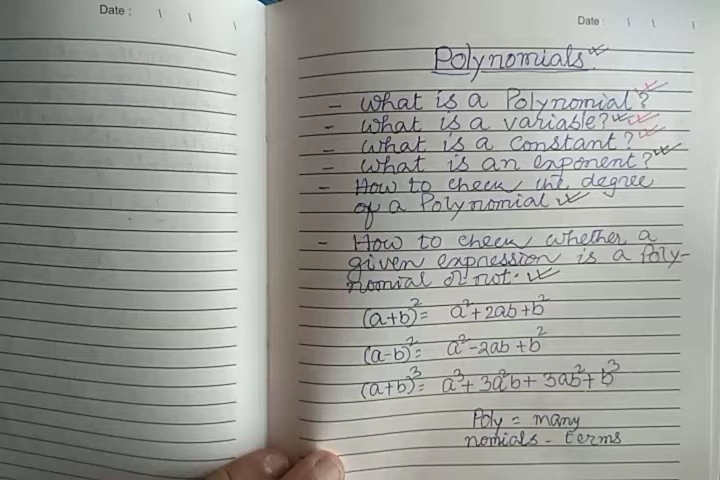 Date :
Date :
Polynomials
- What is a Polynomial?
- What is a variable?
- What is a constant?
- What is an exponent?
- How to check the degree
of a Polynomial
- How to check whether a
given expression is a Poly-
nomial or not.
(a+b)²= a²+2ab+b²
(a-b)²= a²-2ab+b²
(a+b)³= a³+3a²b+3ab²+b³
Poly = many
nomials - terms